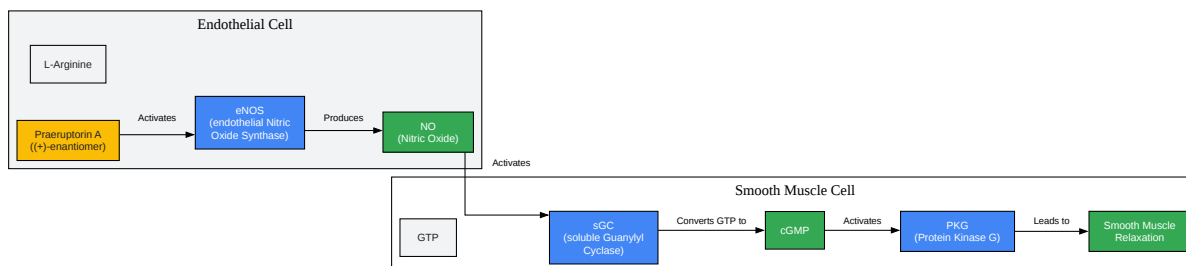 Endothelial Cell
L-Arginine
Praeruptorin A
((+)-enantiomer)
Activates
eNOS
(endothelial Nitric
Oxide Synthase)
Produces
NO
(Nitric Oxide)
Activates
Smooth Muscle Cell
GTP
sGC
(soluble Guanylyl
Cyclase)
Converts GTP to
cGMP
Activates
PKG
(Protein Kinase G)
Leads to
Smooth Muscle
Relaxation